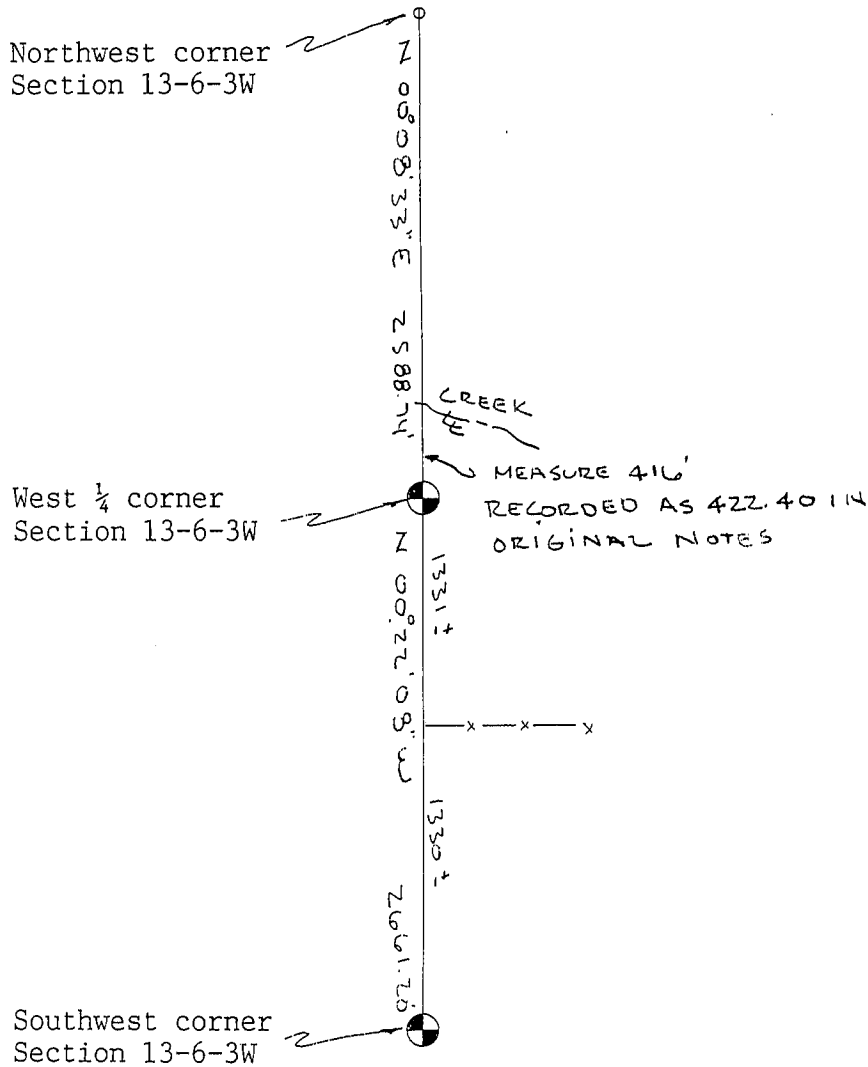 Northwest corner
Section 13-6-3W
N 00°08'33"E 2588.74'
CREEK
℄
MEASURE 416'
RECORDED AS 422.40 IN
ORIGINAL NOTES
West ¼ corner
Section 13-6-3W
N 00°22'08"W 2661.20'
1331 ±
1330 ±
Southwest corner
Section 13-6-3W